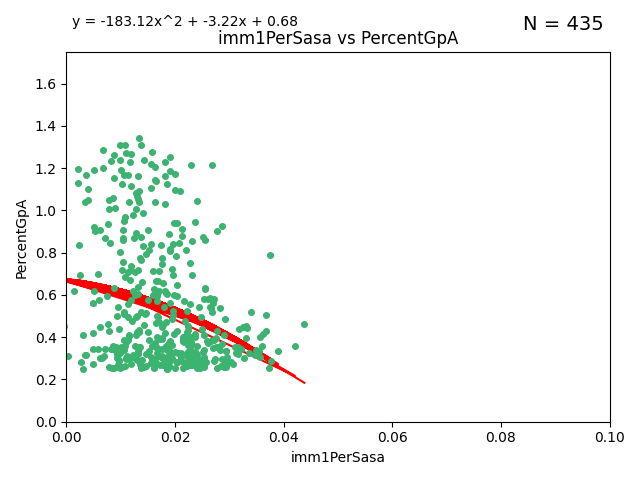 y = -183.12x^2 + -3.22x + 0.68
N = 435
imm1PerSasa vs PercentGpA
PercentGpA
1.6
1.4
1.2
1.0
0.8
0.6
0.4
0.2
0.0
0.00 0.02 0.04 0.06 0.08 0.10
imm1PerSasa